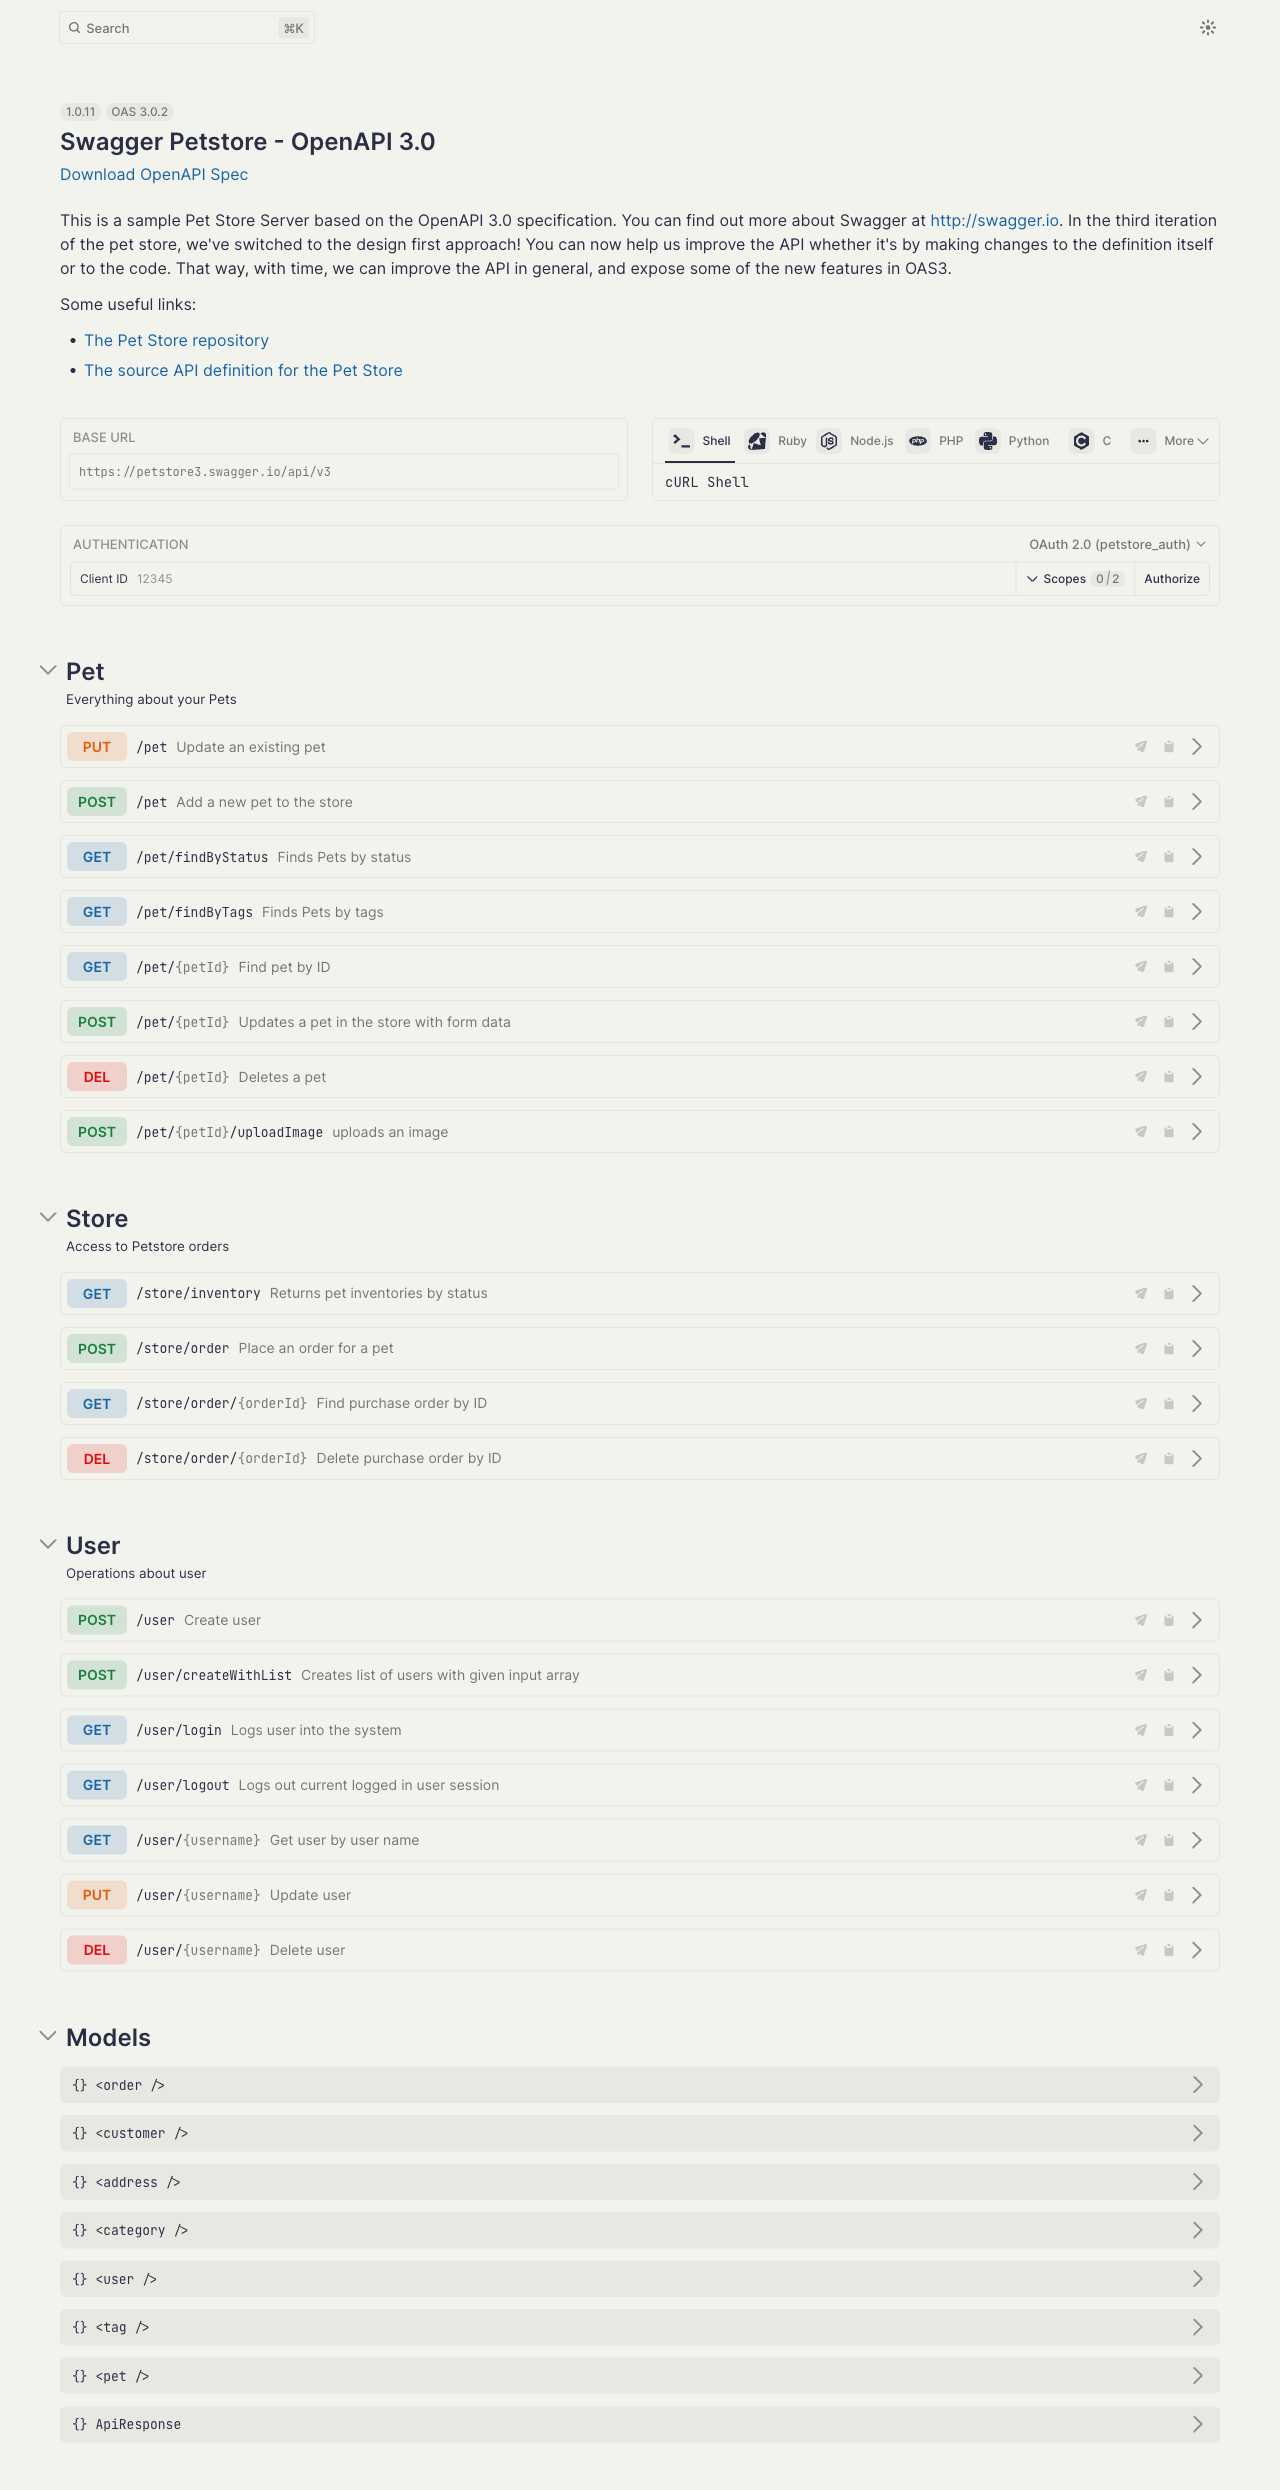 Search ⌘K
1.0.11 OAS 3.0.2
Swagger Petstore - OpenAPI 3.0
Download OpenAPI Spec
This is a sample Pet Store Server based on the OpenAPI 3.0 specification. You can find out more about Swagger at http://swagger.io. In the third iteration
of the pet store, we've switched to the design first approach! You can now help us improve the API whether it's by making changes to the definition itself
or to the code. That way, with time, we can improve the API in general, and expose some of the new features in OAS3.
Some useful links:
• The Pet Store repository
• The source API definition for the Pet Store
BASE URL
https://petstore3.swagger.io/api/v3
Shell Ruby Node.js PHP Python C More
cURL Shell
AUTHENTICATION OAuth 2.0 (petstore_auth)
Client ID 12345 Scopes 0/2 Authorize
Pet
Everything about your Pets
PUT /pet Update an existing pet
POST /pet Add a new pet to the store
GET /pet/findByStatus Finds Pets by status
GET /pet/findByTags Finds Pets by tags
GET /pet/{petId} Find pet by ID
POST /pet/{petId} Updates a pet in the store with form data
DEL /pet/{petId} Deletes a pet
POST /pet/{petId}/uploadImage uploads an image
Store
Access to Petstore orders
GET /store/inventory Returns pet inventories by status
POST /store/order Place an order for a pet
GET /store/order/{orderId} Find purchase order by ID
DEL /store/order/{orderId} Delete purchase order by ID
User
Operations about user
POST /user Create user
POST /user/createWithList Creates list of users with given input array
GET /user/login Logs user into the system
GET /user/logout Logs out current logged in user session
GET /user/{username} Get user by user name
PUT /user/{username} Update user
DEL /user/{username} Delete user
Models
{} <order />
{} <customer />
{} <address />
{} <category />
{} <user />
{} <tag />
{} <pet />
{} ApiResponse